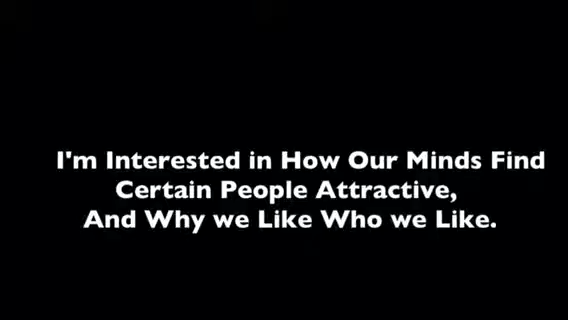 I'm Interested in How Our Minds Find
Certain People Attractive,
And Why we Like Who we Like.